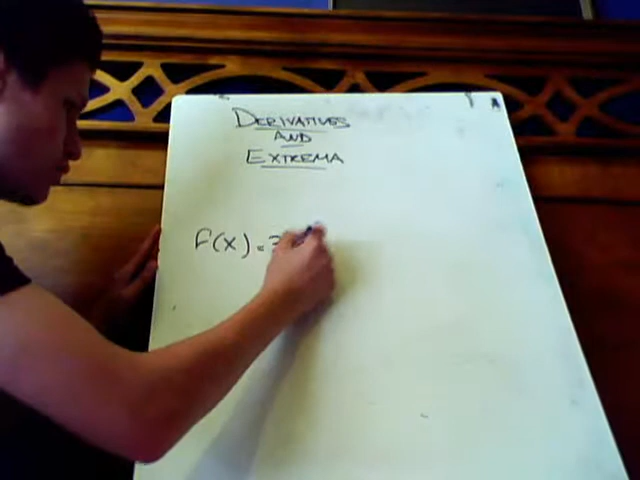 DERIVATIVES
AND
EXTREMA
F(x) = 3